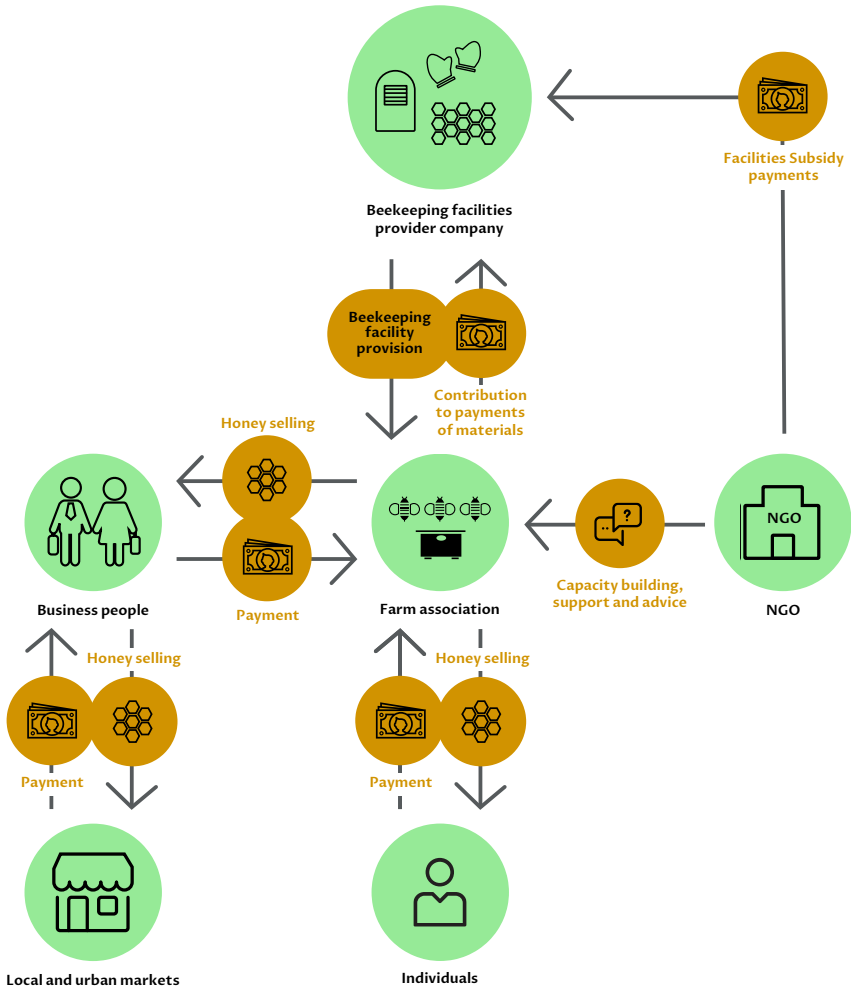 Facilities Subsidy
payments
Beekeeping facilities
provider company
Beekeeping
facility
provision
Contribution
to payments
of materials
Honey selling
NGO
?
Payment
Capacity building,
support and advice
Business people
Farm association
NGO
Honey selling
Honey selling
Payment
Payment
Local and urban markets
Individuals